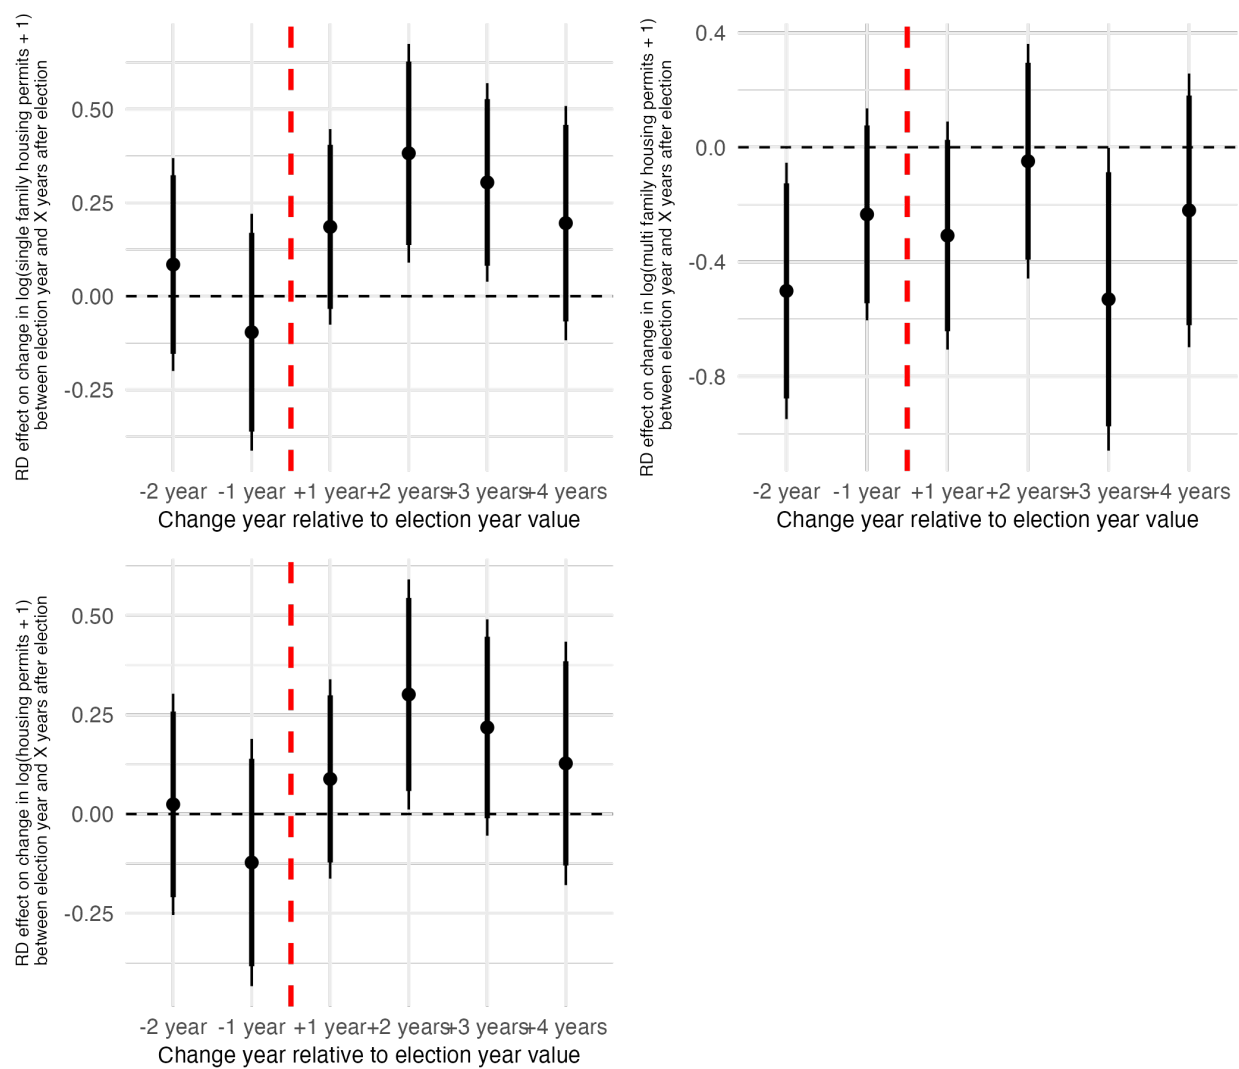 RD effect on change in log(single family housing permits + 1)
between election year and X years after election
0.50
0.25
0.00
-0.25
-2 year -1 year +1 year +2 years +3 years +4 years
Change year relative to election year value
RD effect on change in log(multi family housing permits + 1)
between election year and X years after election
0.4
0.0
-0.4
-0.8
-2 year -1 year +1 year +2 years +3 years +4 years
Change year relative to election year value
RD effect on change in log(housing permits + 1)
between election year and X years after election
0.50
0.25
0.00
-0.25
-2 year -1 year +1 year +2 years +3 years +4 years
Change year relative to election year value